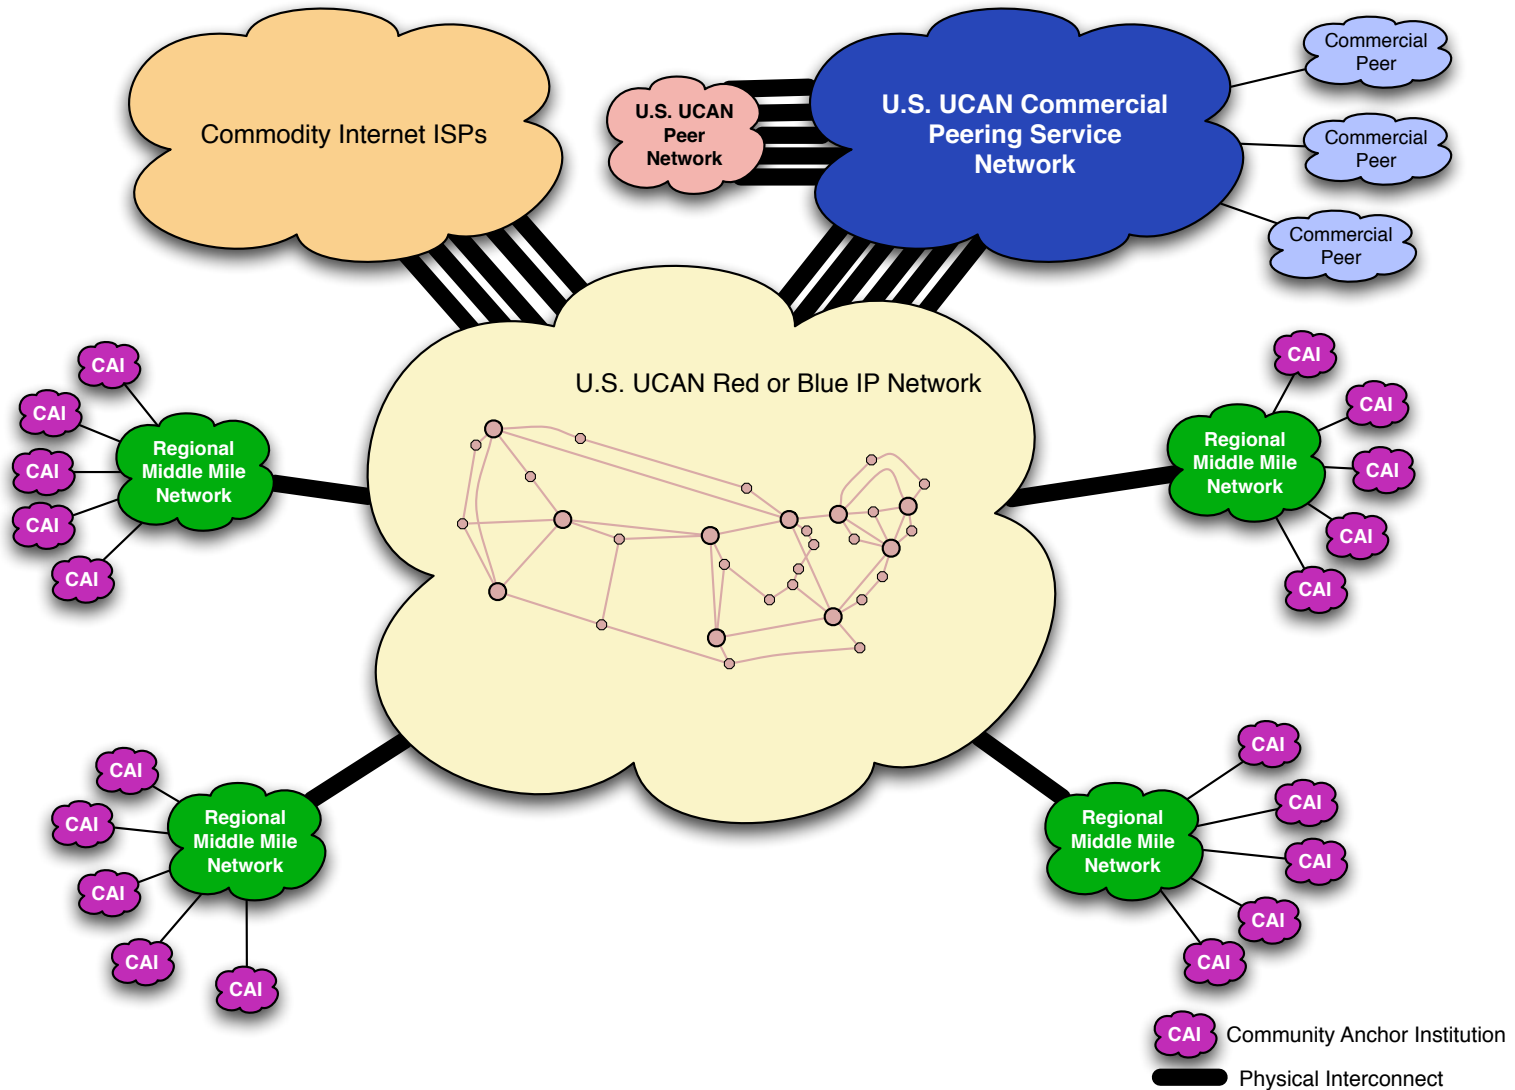 Commodity Internet ISPs
U.S. UCAN
Peer
Network
U.S. UCAN Commercial
Peering Service
Network
Commercial
Peer
Commercial
Peer
Commercial
Peer
U.S. UCAN Red or Blue IP Network
CAI
CAI
CAI
CAI
CAI
Regional
Middle Mile
Network
CAI
CAI
CAI
CAI
CAI
Regional
Middle Mile
Network
CAI
CAI
CAI
CAI
CAI
Regional
Middle Mile
Network
CAI
CAI
CAI
CAI
CAI
Regional
Middle Mile
Network
CAI Community Anchor Institution
Physical Interconnect